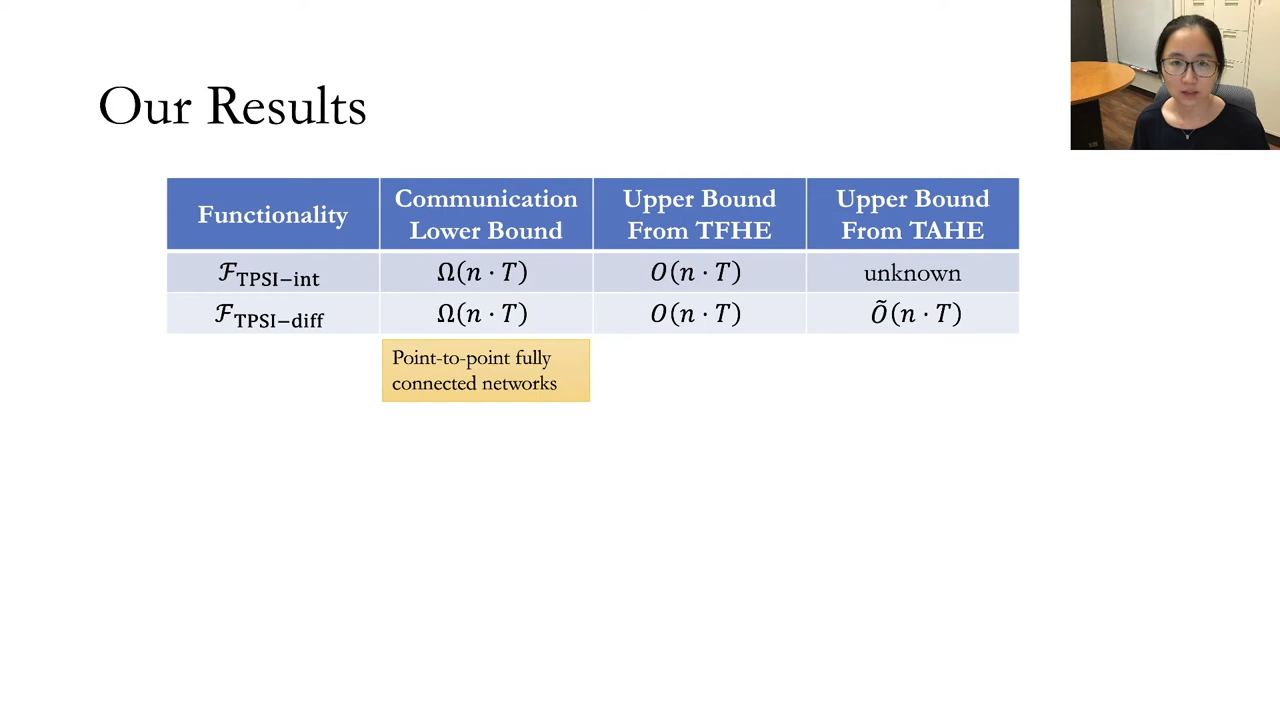 Our Results
Functionality
Communication
Lower Bound
Upper Bound
From TFHE
Upper Bound
From TAHE
ℱ_TPSI−int
Ω(n · T)
O(n · T)
unknown
ℱ_TPSI−diff
Ω(n · T)
O(n · T)
Õ(n · T)
Point-to-point fully
connected networks